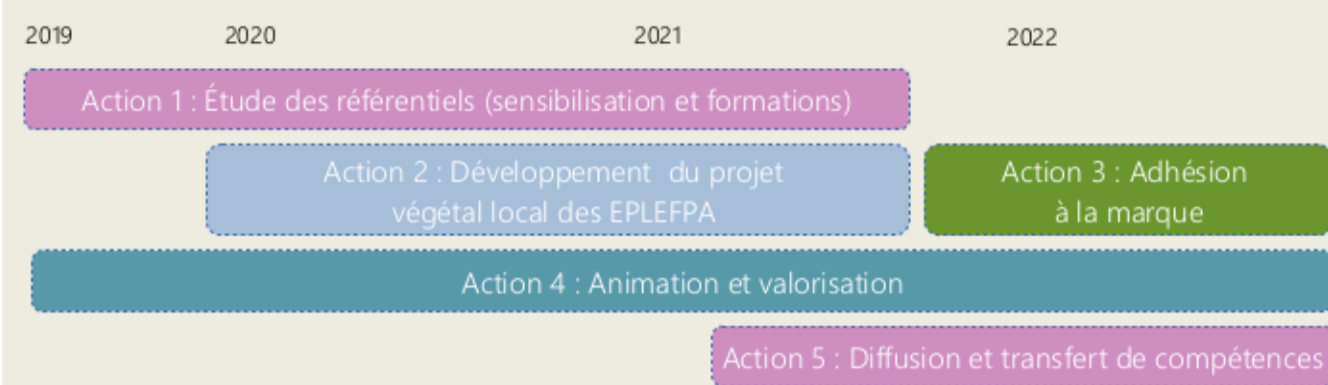 2019 2020 2021 2022
Action 1 : Étude des référentiels (sensibilisation et formations)
Action 2 : Développement du projet
végétal local des EPLEFPA
Action 3 : Adhésion
à la marque
Action 4 : Animation et valorisation
Action 5 : Diffusion et transfert de compétences